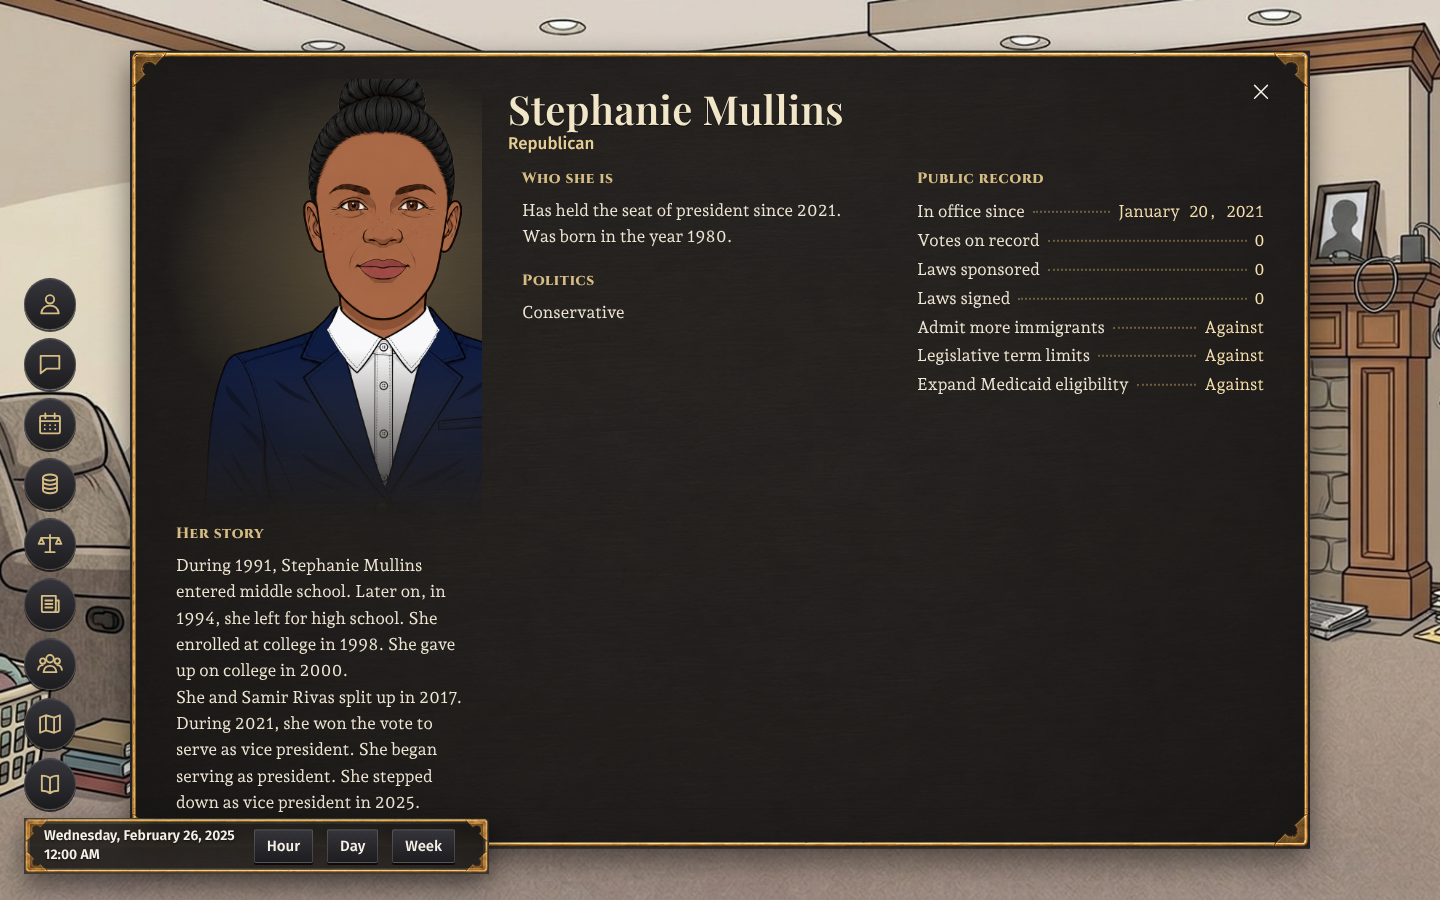 Stephanie Mullins
Republican
Who she is
Has held the seat of president since 2021.
Was born in the year 1980.
Politics
Conservative
Public record
In office since January 20, 2021
Votes on record 0
Laws sponsored 0
Laws signed 0
Admit more immigrants Against
Legislative term limits Against
Expand Medicaid eligibility Against
Her story
During 1991, Stephanie Mullins
entered middle school. Later on, in
1994, she left for high school. She
enrolled at college in 1998. She gave
up on college in 2000.
She and Samir Rivas split up in 2017.
During 2021, she won the vote to
serve as vice president. She began
serving as president. She stepped
down as vice president in 2025.
Wednesday, February 26, 2025
12:00 AM
Hour Day Week